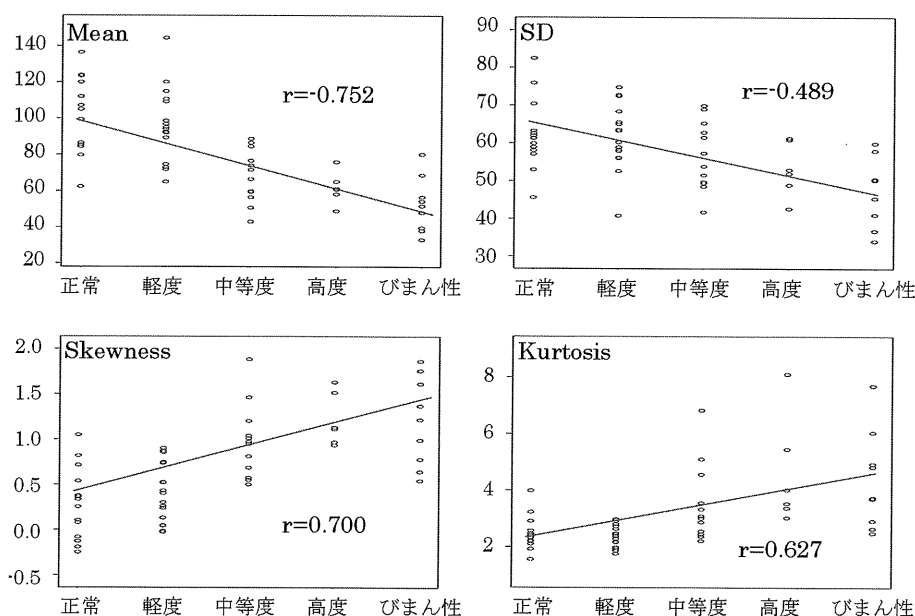 Mean
r=-0.752
140
120
100
80
60
40
20
正常 軽度 中等度 高度 びまん性
SD
r=-0.489
90
80
70
60
50
40
30
正常 軽度 中等度 高度 びまん性
Skewness
r=0.700
2.0
1.5
1.0
0.5
0.0
-0.5
正常 軽度 中等度 高度 びまん性
Kurtosis
r=0.627
8
6
4
2
正常 軽度 中等度 高度 びまん性